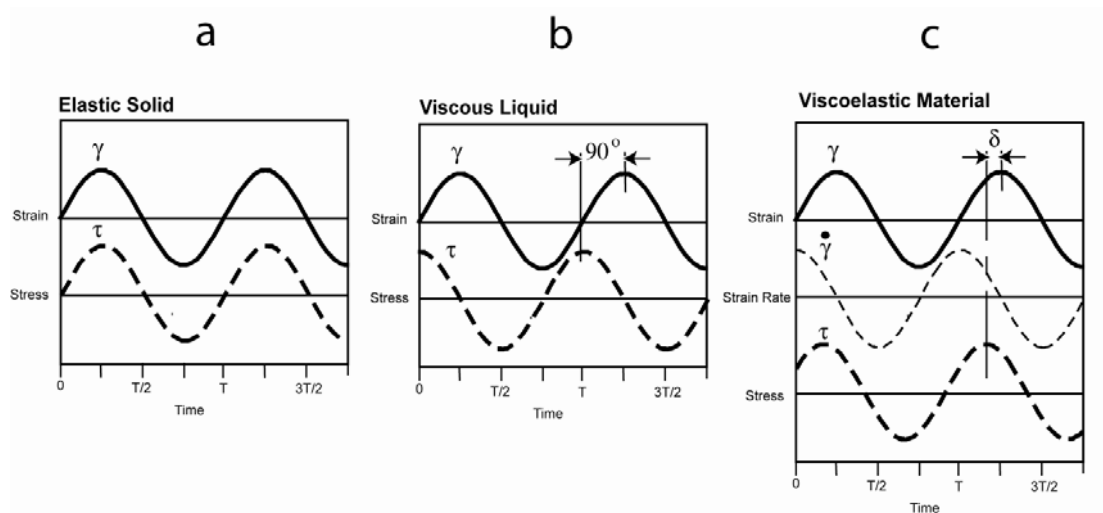 a
Elastic Solid
γ
Strain
τ
Stress
0 T/2 T 3T/2
Time
b
Viscous Liquid
γ
90°
Strain
τ
Stress
0 T/2 T 3T/2
Time
c
Viscoelastic Material
γ
δ
Strain
γ̇
Strain Rate
τ
Stress
0 T/2 T 3T/2
Time